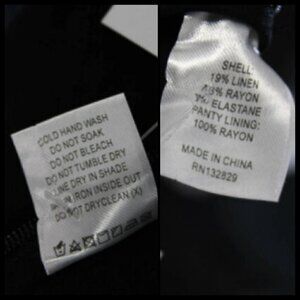 COLD HAND WASH
DO NOT SOAK
DO NOT BLEACH
DO NOT TUMBLE DRY
LINE DRY IN SHADE
IRON INSIDE OUT
DO NOT DRYCLEAN (X)
SHELL:
19% LINEN
RAYON
ELASTANE
PANTY LINING:
100% RAYON
MADE IN CHINA
RN132829